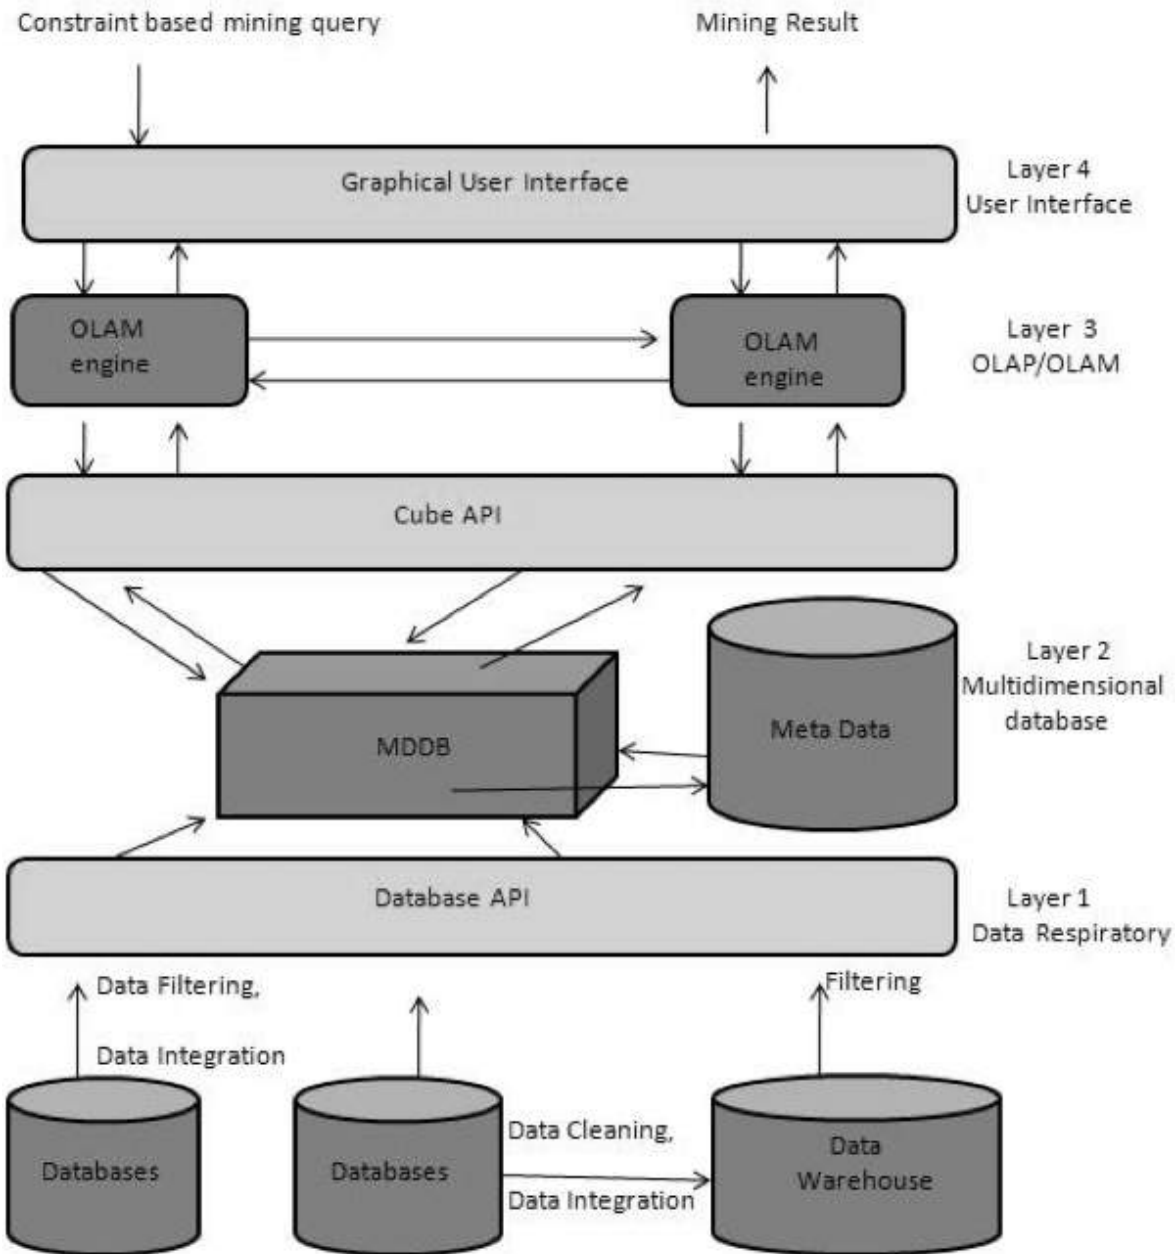 Constraint based mining query
Mining Result
Graphical User Interface
Layer 4
User Interface
OLAM
engine
OLAM
engine
Layer 3
OLAP/OLAM
Cube API
Layer 2
Multidimensional
database
MDDB
Meta Data
Database API
Layer 1
Data Respiratory
Data Filtering,
Data Integration
Filtering
Databases
Databases
Data Cleaning,
Data Integration
Data
Warehouse